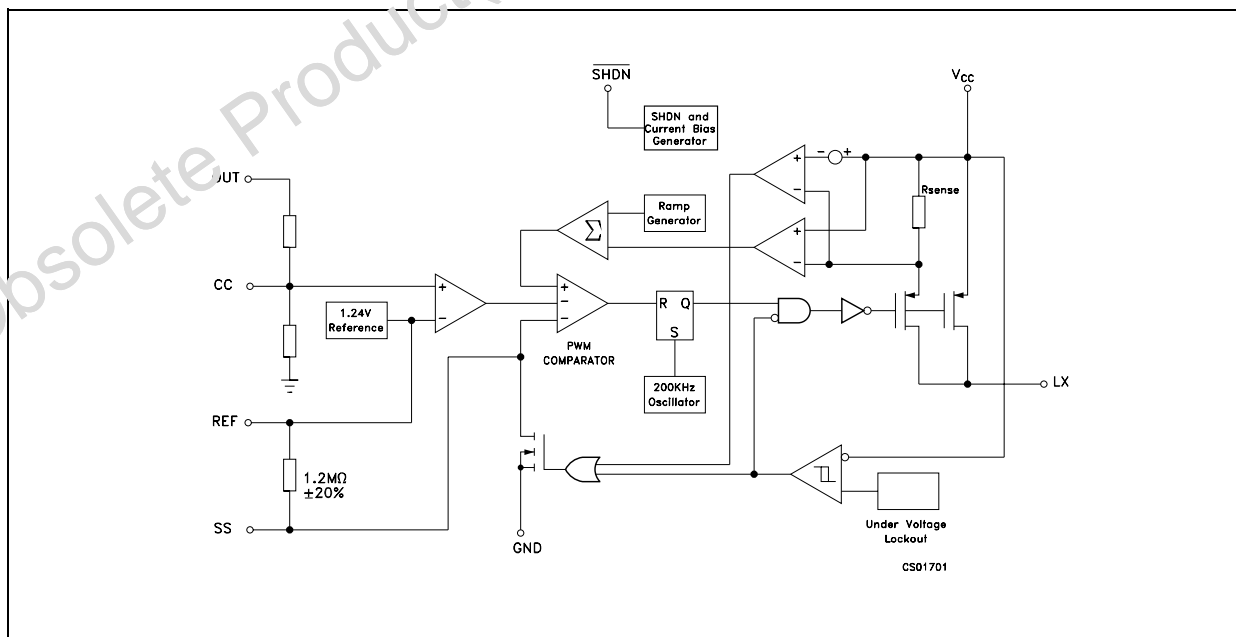 Obsolete Produc
SHDN
VCC
SHDN and
Current Bias
Generator
- +
+
-
Rsense
OUT
Ramp
Generator
Σ
+
-
CC
+
-
1.24V
Reference
+
-
-
PWM
COMPARATOR
R Q
S
200KHz
Oscillator
LX
REF
1.2MΩ
±20%
SS
GND
Under Voltage
Lockout
CS01701